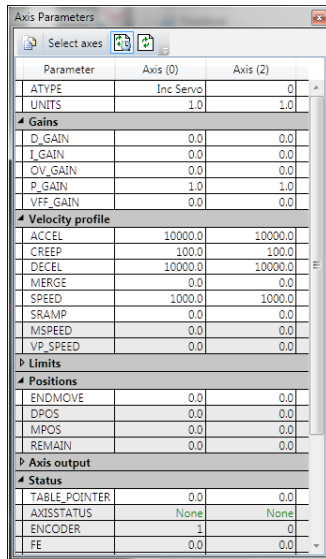 Axis Parameters
Select axes
Parameter Axis (0) Axis (2)
ATYPE Inc Servo 0
UNITS 1.0 1.0
Gains
D_GAIN 0.0 0.0
I_GAIN 0.0 0.0
OV_GAIN 0.0 0.0
P_GAIN 1.0 1.0
VFF_GAIN 0.0 0.0
Velocity profile
ACCEL 10000.0 10000.0
CREEP 100.0 100.0
DECEL 10000.0 10000.0
MERGE 0.0 0.0
SPEED 1000.0 1000.0
SRAMP 0.0 0.0
MSPEED 0.0 0.0
VP_SPEED 0.0 0.0
Limits
Positions
ENDMOVE 0.0 0.0
DPOS 0.0 0.0
MPOS 0.0 0.0
REMAIN 0.0 0.0
Axis output
Status
TABLE_POINTER 0.0 0.0
AXISSTATUS None None
ENCODER 1 0
FE 0.0 0.0